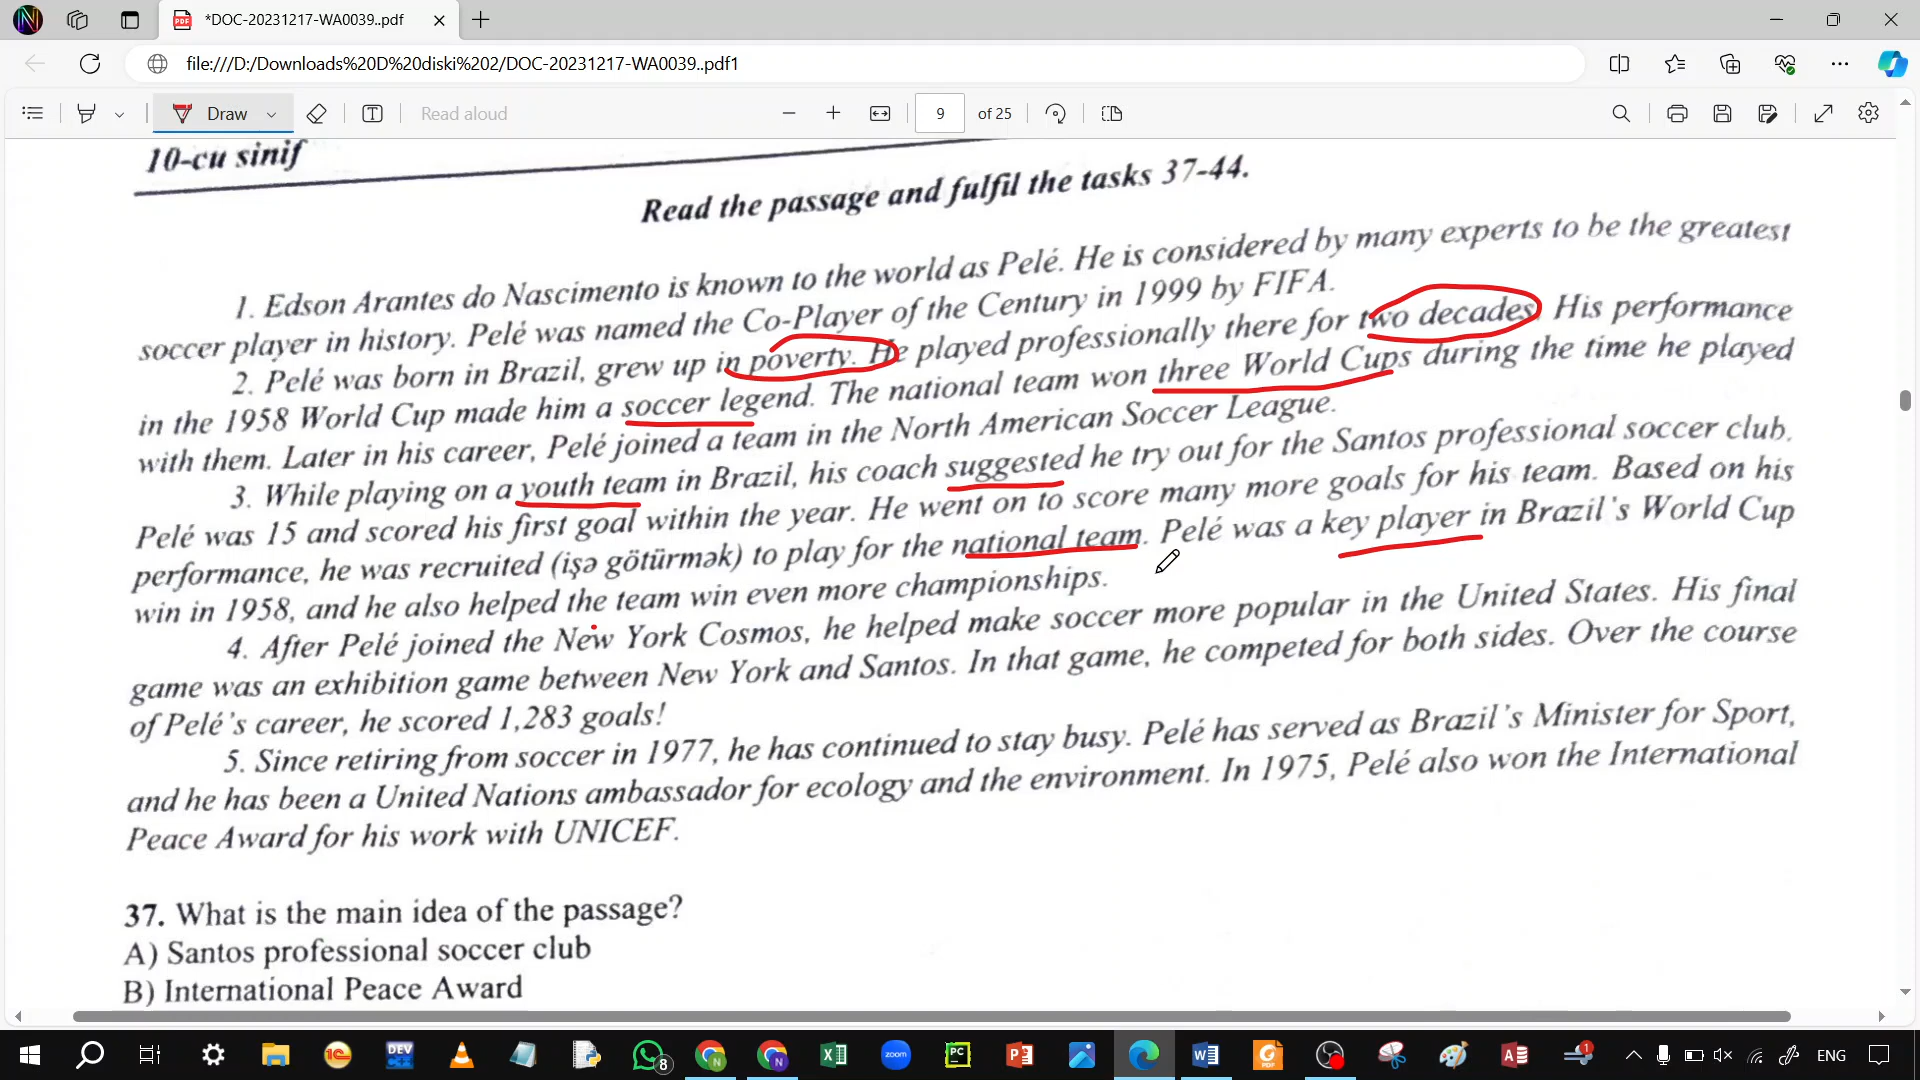 *DOC-20231217-WA0039..pdf
file:///D:/Downloads%20D%20diski%202/DOC-20231217-WA0039..pdf1
Draw
Read aloud
9 of 25
10-cu sinif
Read the passage and fulfil the tasks 37-44.
1. Edson Arantes do Nascimento is known to the world as Pelé. He is considered by many experts to be the greatest
soccer player in history. Pelé was named the Co-Player of the Century in 1999 by FIFA.
2. Pelé was born in Brazil, grew up in poverty. He played professionally there for two decades. His performance
in the 1958 World Cup made him a soccer legend. The national team won three World Cups during the time he played
with them. Later in his career, Pelé joined a team in the North American Soccer League.
3. While playing on a youth team in Brazil, his coach suggested he try out for the Santos professional soccer club.
Pelé was 15 and scored his first goal within the year. He went on to score many more goals for his team. Based on his
performance, he was recruited (işə götürmək) to play for the national team. Pelé was a key player in Brazil's World Cup
win in 1958, and he also helped the team win even more championships.
4. After Pelé joined the New York Cosmos, he helped make soccer more popular in the United States. His final
game was an exhibition game between New York and Santos. In that game, he competed for both sides. Over the course
of Pelé's career, he scored 1,283 goals!
5. Since retiring from soccer in 1977, he has continued to stay busy. Pelé has served as Brazil's Minister for Sport,
and he has been a United Nations ambassador for ecology and the environment. In 1975, Pelé also won the International
Peace Award for his work with UNICEF.
37. What is the main idea of the passage?
A) Santos professional soccer club
B) International Peace Award
DEV
8
zoom
PC
1
ENG